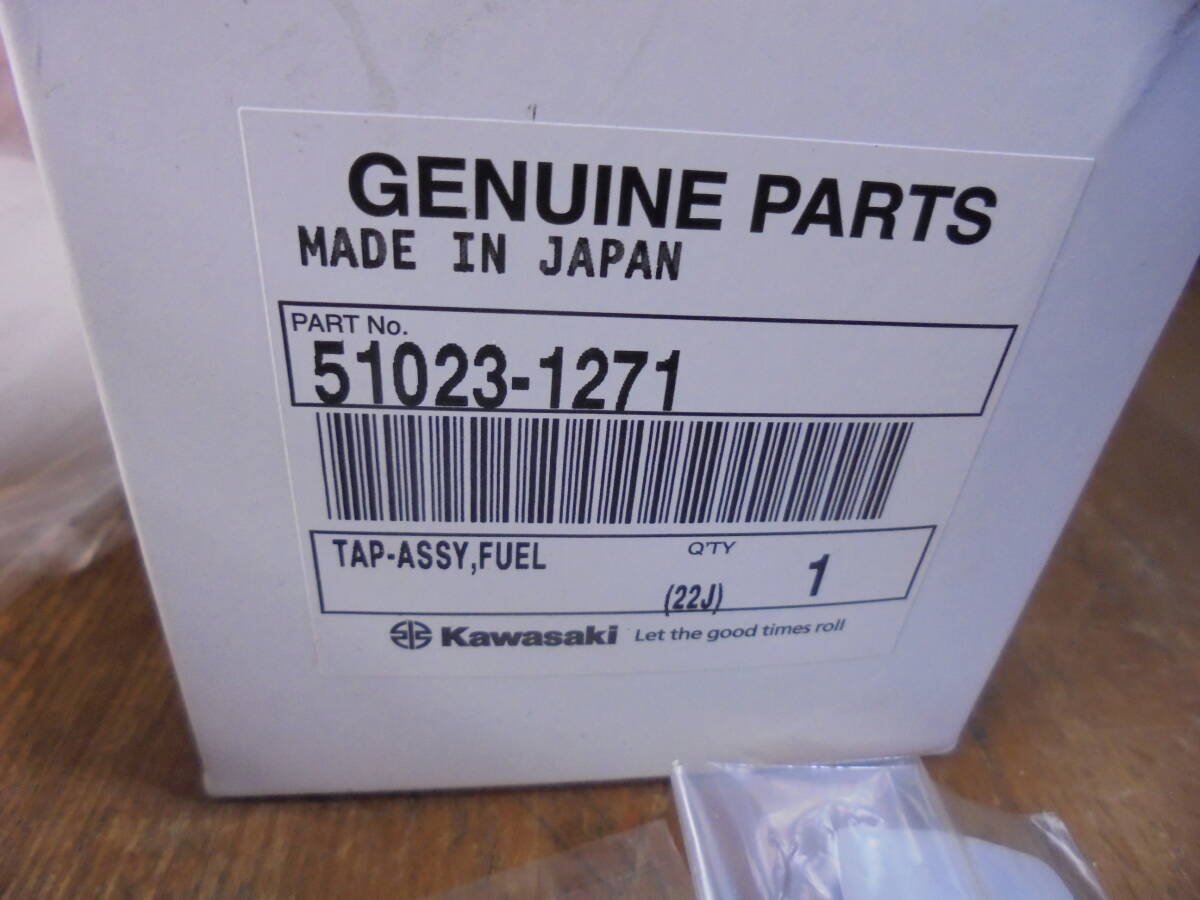 GENUINE PARTS
MADE IN JAPAN
PART No.
51023-1271
TAP-ASSY,FUEL Q'TY 1
(22J)
Kawasaki Let the good times roll